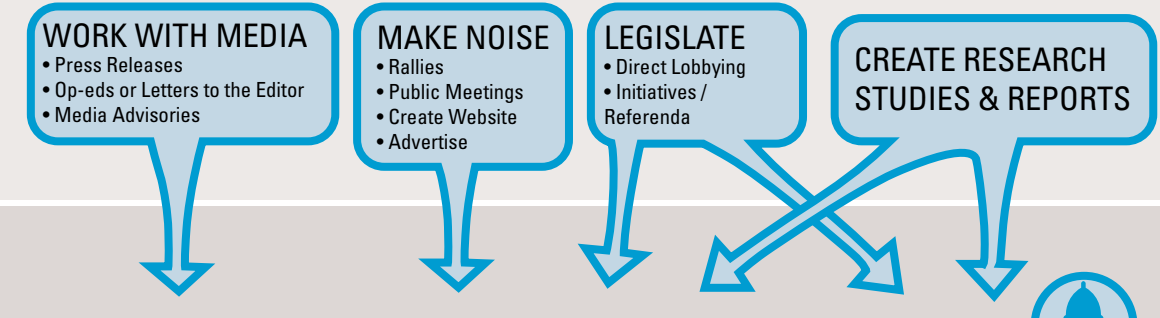 WORK WITH MEDIA
• Press Releases
• Op-eds or Letters to the Editor
• Media Advisories
MAKE NOISE
• Rallies
• Public Meetings
• Create Website
• Advertise
LEGISLATE
• Direct Lobbying
• Initiatives /
Referenda
CREATE RESEARCH
STUDIES & REPORTS